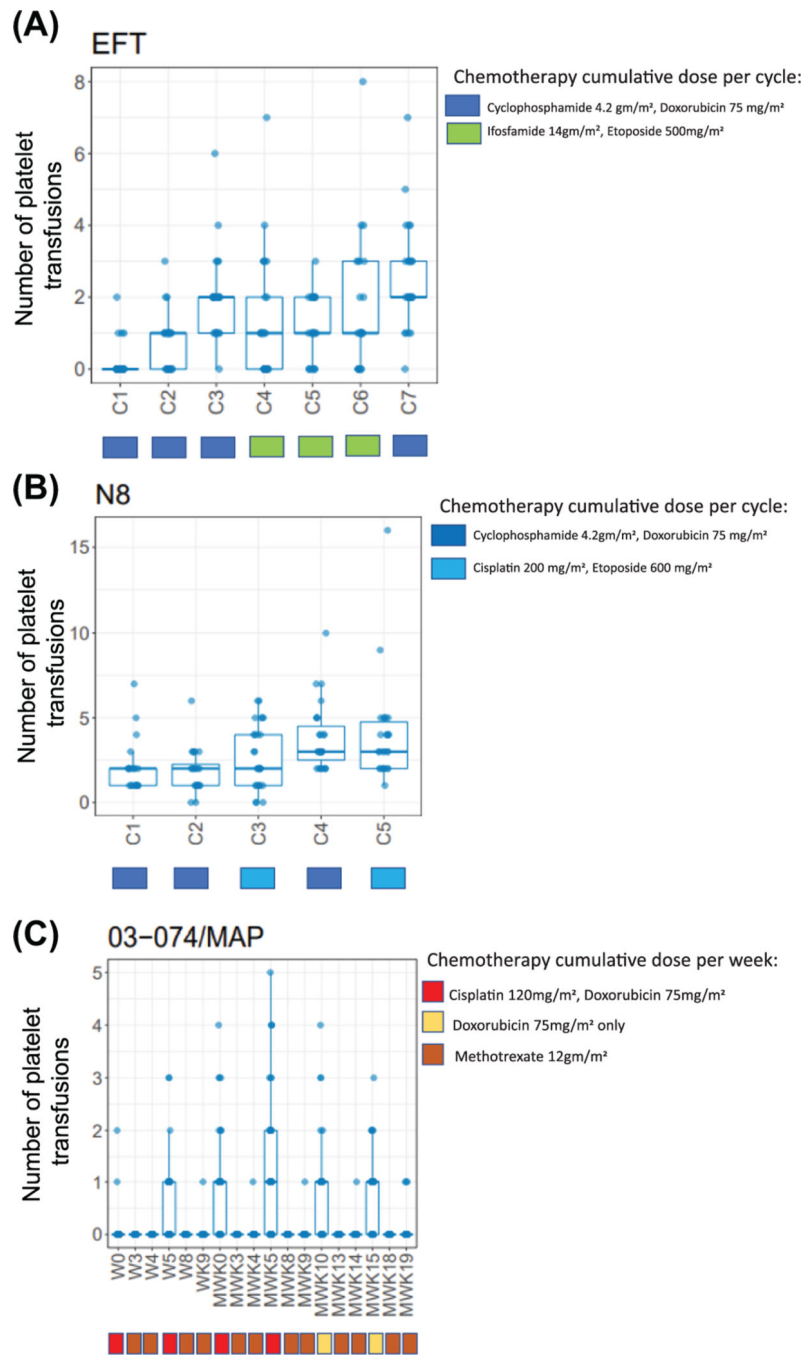 (A)
EFT
Chemotherapy cumulative dose per cycle:
Cyclophosphamide 4.2 gm/m², Doxorubicin 75 mg/m²
Ifosfamide 14gm/m², Etoposide 500mg/m²
Number of platelet
transfusions
8
6
4
2
0
C1 C2 C3 C4 C5 C6 C7
(B)
N8
Chemotherapy cumulative dose per cycle:
Cyclophosphamide 4.2gm/m², Doxorubicin 75 mg/m²
Cisplatin 200 mg/m², Etoposide 600 mg/m²
Number of platelet
transfusions
15
10
5
0
C1 C2 C3 C4 C5
(C)
03-074/MAP
Chemotherapy cumulative dose per week:
Cisplatin 120mg/m², Doxorubicin 75mg/m²
Doxorubicin 75mg/m² only
Methotrexate 12gm/m²
Number of platelet
transfusions
5
4
3
2
1
0
W0 W3 W4 W5 W8 WK9 MWK0 MWK3 MWK4 MWK5 MWK8 MWK9 MWK10 MWK13 MWK14 MWK15 MWK18 MWK19